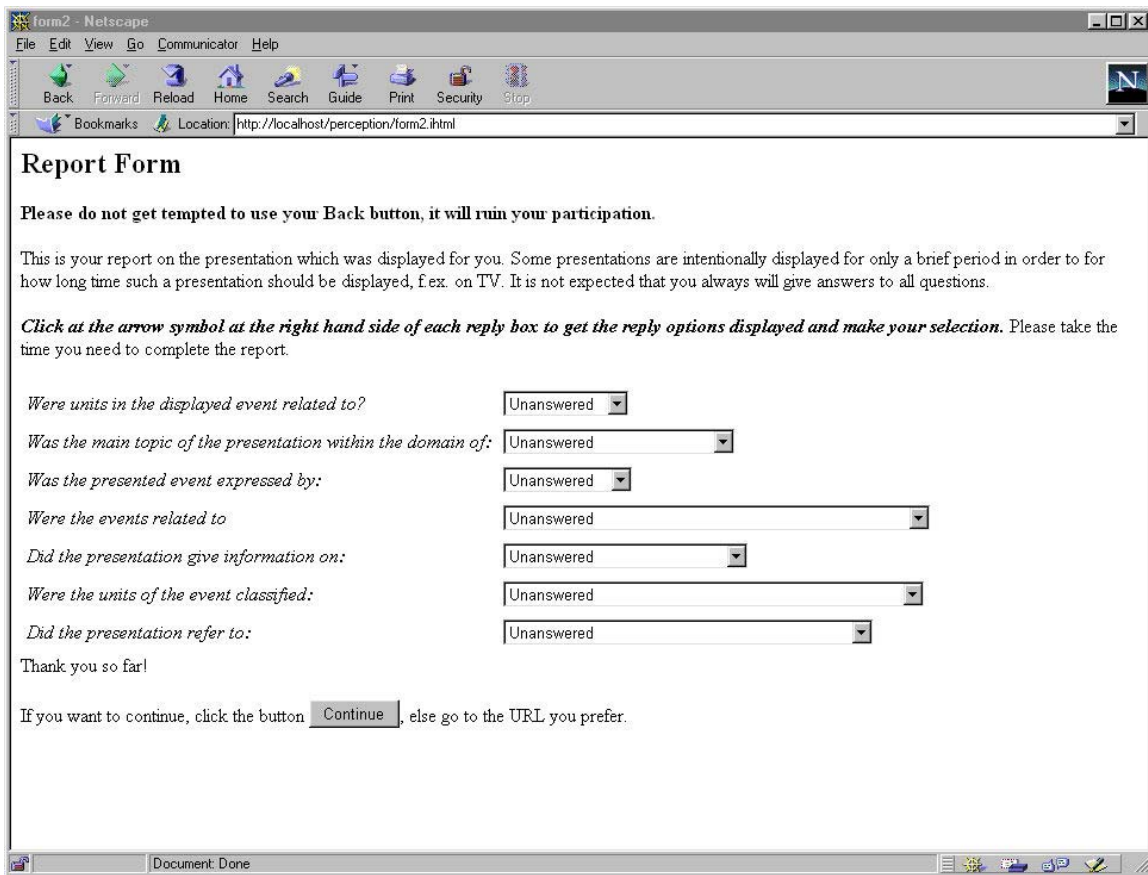 form2 - Netscape
File Edit View Go Communicator Help
Back Forward Reload Home Search Guide Print Security Stop
N
Bookmarks Location: http://localhost/perception/form2.ihtml
Report Form
Please do not get tempted to use your Back button, it will ruin your participation.
This is your report on the presentation which was displayed for you. Some presentations are intentionally displayed for only a brief period in order to for
how long time such a presentation should be displayed, f.ex. on TV. It is not expected that you always will give answers to all questions.
Click at the arrow symbol at the right hand side of each reply box to get the reply options displayed and make your selection. Please take the
time you need to complete the report.
Were units in the displayed event related to? Unanswered
Was the main topic of the presentation within the domain of: Unanswered
Was the presented event expressed by: Unanswered
Were the events related to Unanswered
Did the presentation give information on: Unanswered
Were the units of the event classified: Unanswered
Did the presentation refer to: Unanswered
Thank you so far!
If you want to continue, click the button Continue , else go to the URL you prefer.
Document: Done